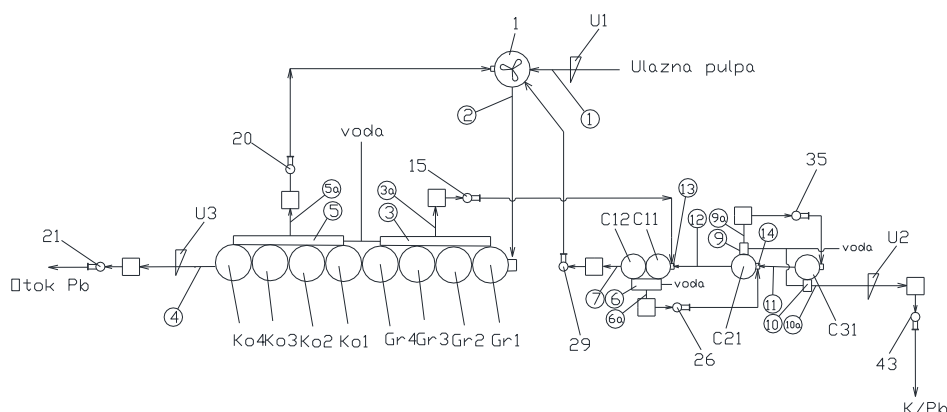 1
U1
Ulazna pulpa
2
1
20
voda
15
35
5a
3a
13
9a
U3
5
3
C12 C11
12
9
14
U2
21
voda
Otok Pb
4
7
6
voda
11
10
10a
6a
C31
29
26
C21
43
Ko4 Ko3 Ko2 Ko1 Gr4 Gr3 Gr2 Gr1
K/Pb